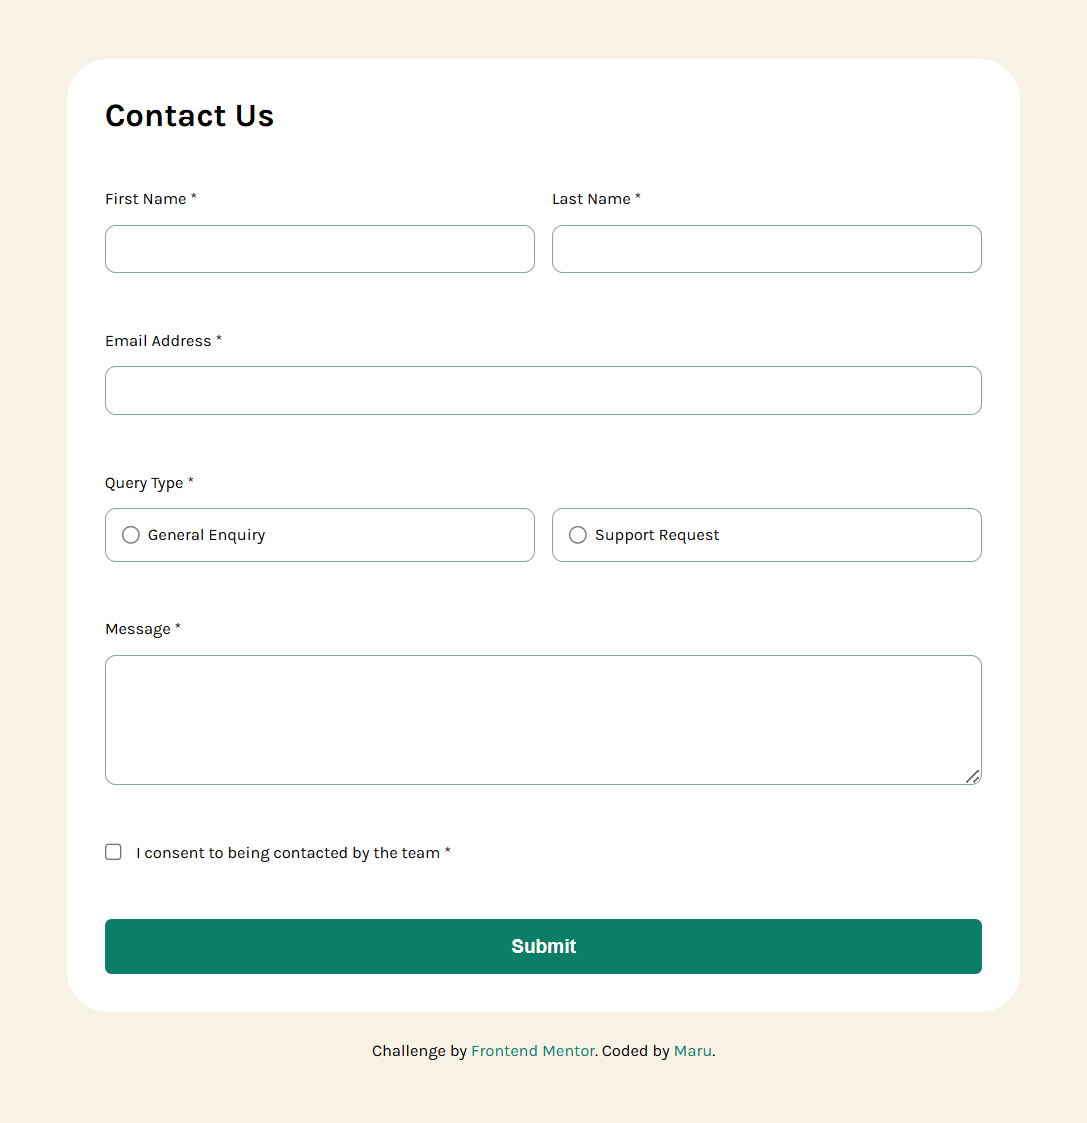 Contact Us
First Name *
Last Name *
Email Address *
Query Type *
General Enquiry
Support Request
Message *
I consent to being contacted by the team *
Submit
Challenge by Frontend Mentor. Coded by Maru.